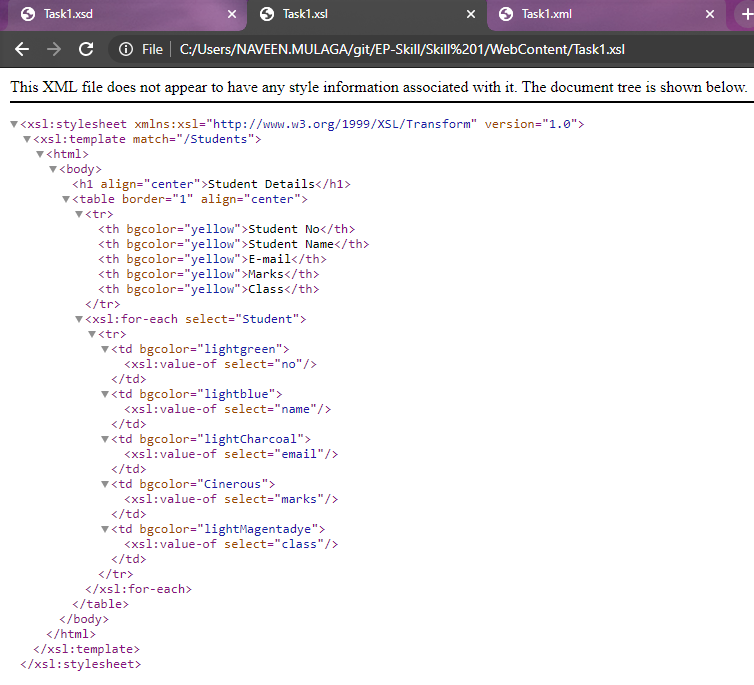 Task1.xsd
Task1.xsl
Task1.xml
File C:/Users/NAVEEN.MULAGA/git/EP-Skill/Skill%201/WebContent/Task1.xsl
This XML file does not appear to have any style information associated with it. The document tree is shown below.
<xsl:stylesheet xmlns:xsl="http://www.w3.org/1999/XSL/Transform" version="1.0">
<xsl:template match="/Students">
<html>
<body>
<h1 align="center">Student Details</h1>
<table border="1" align="center">
<tr>
<th bgcolor="yellow">Student No</th>
<th bgcolor="yellow">Student Name</th>
<th bgcolor="yellow">E-mail</th>
<th bgcolor="yellow">Marks</th>
<th bgcolor="yellow">Class</th>
</tr>
<xsl:for-each select="Student">
<tr>
<td bgcolor="lightgreen">
<xsl:value-of select="no"/>
</td>
<td bgcolor="lightblue">
<xsl:value-of select="name"/>
</td>
<td bgcolor="lightCharcoal">
<xsl:value-of select="email"/>
</td>
<td bgcolor="Cinerous">
<xsl:value-of select="marks"/>
</td>
<td bgcolor="lightMagentadye">
<xsl:value-of select="class"/>
</td>
</tr>
</xsl:for-each>
</table>
</body>
</html>
</xsl:template>
</xsl:stylesheet>